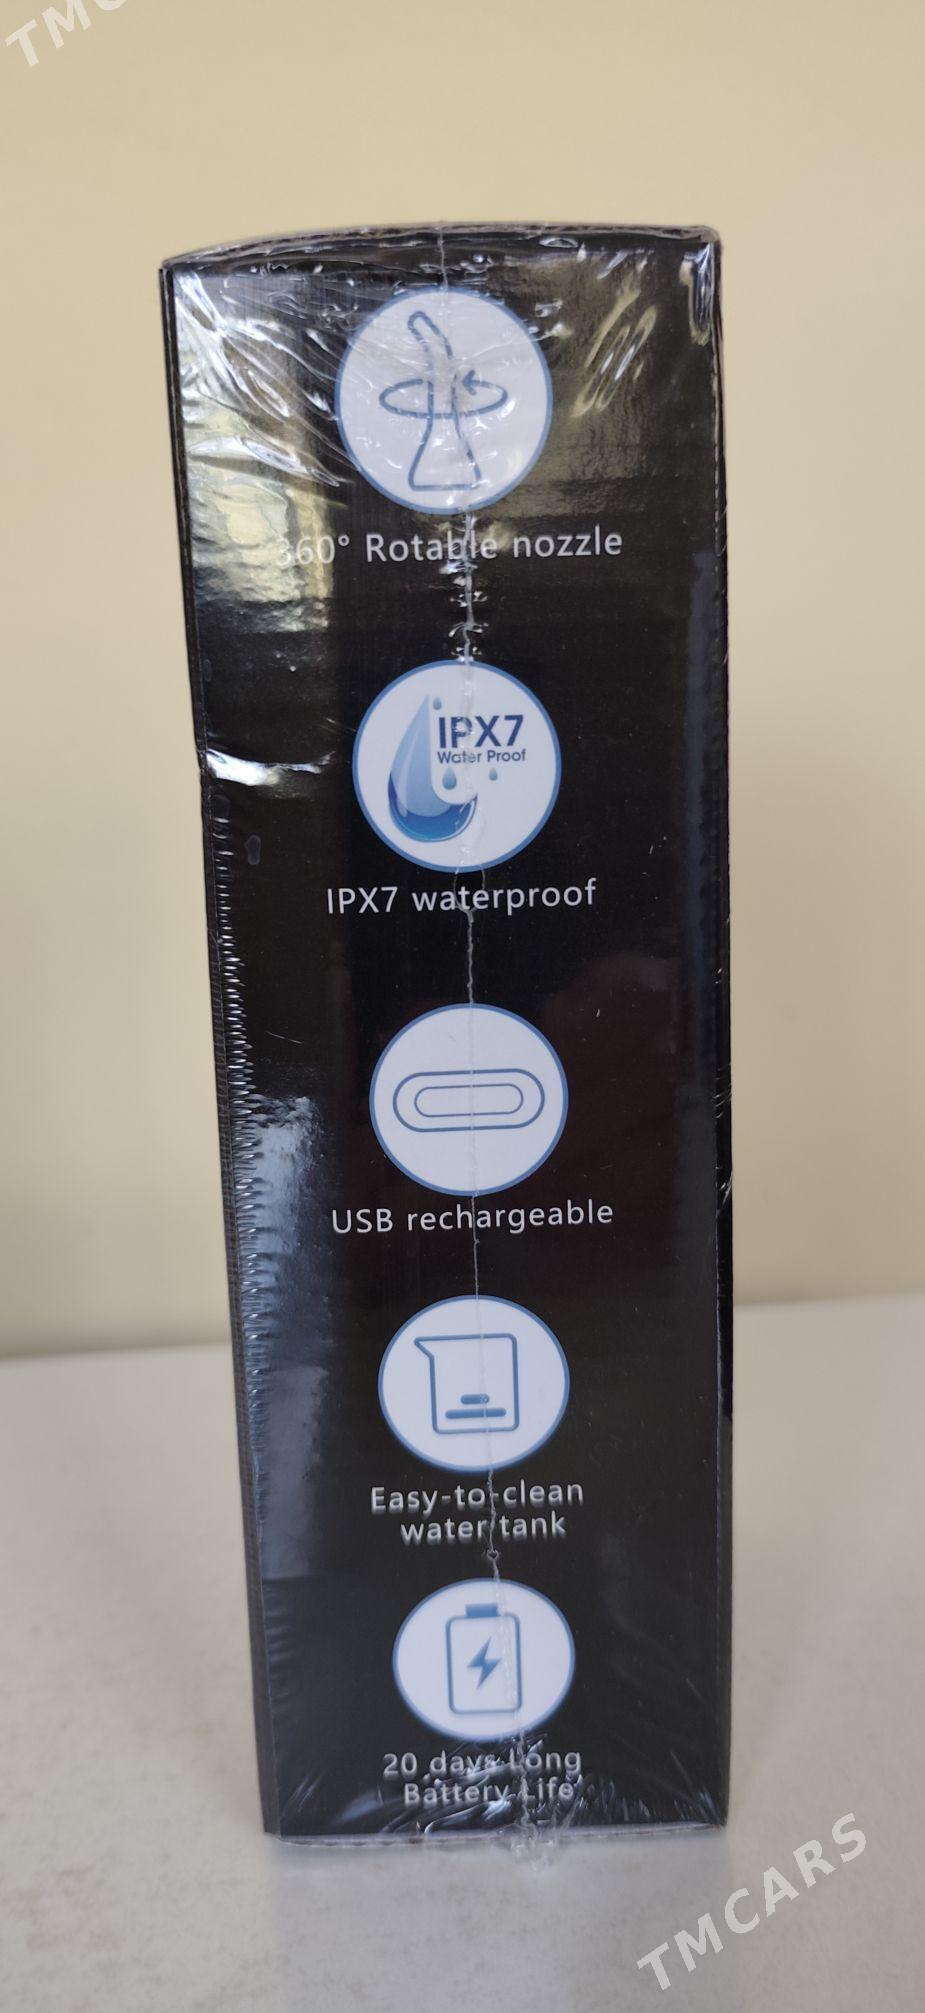 TMC
360° Rotable nozzle
IPX7
Water Proof
IPX7 waterproof
USB rechargeable
Easy-to-clean
water tank
20 days Long
Battery Life
TMCARS